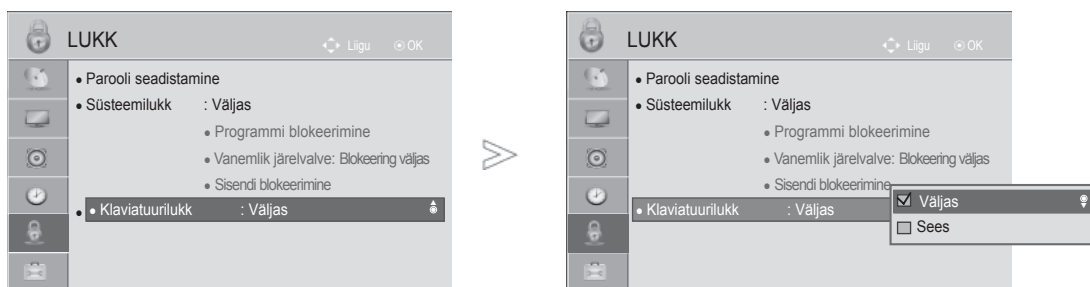 LUKK Liigu OK
• Parooli seadistamine
• Süsteemilukk : Väljas
• Programmi blokeerimine
• Vanemlik järelvalve: Blokeering väljas
• Sisendi blokeerimine
• • Klaviatuurilukk : Väljas
LUKK Liigu OK
• Parooli seadistamine
• Süsteemilukk : Väljas
• Programmi blokeerimine
• Vanemlik järelvalve: Blokeering väljas
• Sisendi blokeerimine
• Klaviatuurilukk : Väljas
Väljas
Sees